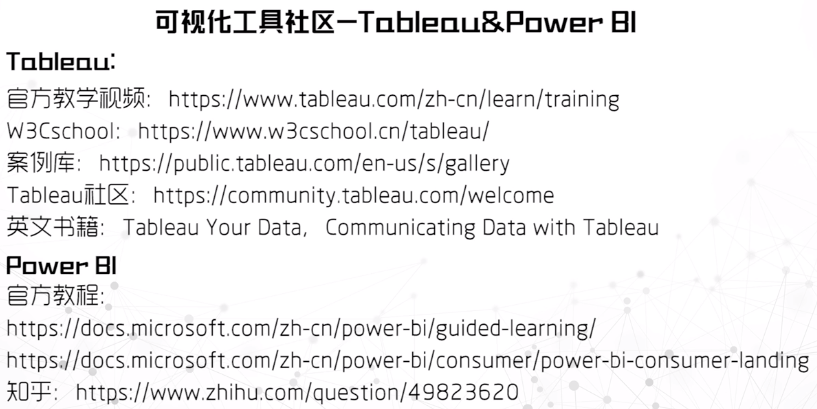 可视化工具社区—Tableau&Power BI
Tableau:
官方教学视频：https://www.tableau.com/zh-cn/learn/training
W3Cschool：https://www.w3cschool.cn/tableau/
案例库：https://public.tableau.com/en-us/s/gallery
Tableau社区：https://community.tableau.com/welcome
英文书籍：Tableau Your Data，Communicating Data with Tableau
Power BI
官方教程：
https://docs.microsoft.com/zh-cn/power-bi/guided-learning/
https://docs.microsoft.com/zh-cn/power-bi/consumer/power-bi-consumer-landing
知乎：https://www.zhihu.com/question/49823620